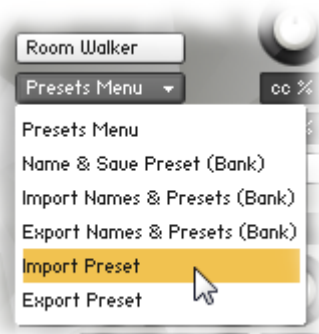 Room Walker
Presets Menu
cc %
Presets Menu
Name & Save Preset (Bank)
Import Names & Presets (Bank)
Export Names & Presets (Bank)
Import Preset
Export Preset